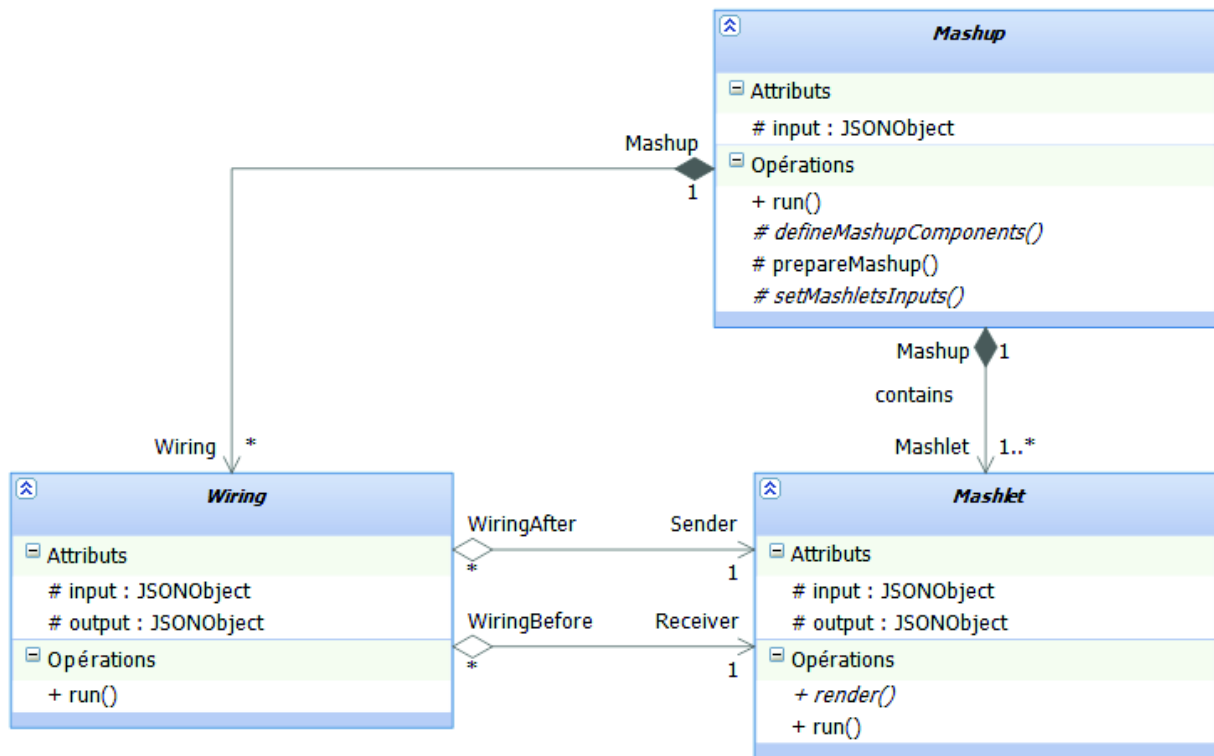 Mashup
Attributs
# input : JSONObject
Opérations
+ run()
# defineMashupComponents()
# prepareMashup()
# setMashletsInputs()
Mashup
1
Mashup 1
contains
Mashlet 1..*
Wiring *
Wiring
Attributs
# input : JSONObject
# output : JSONObject
Opérations
+ run()
WiringAfter Sender
* 1
WiringBefore Receiver
* 1
Mashlet
Attributs
# input : JSONObject
# output : JSONObject
Opérations
+ render()
+ run()